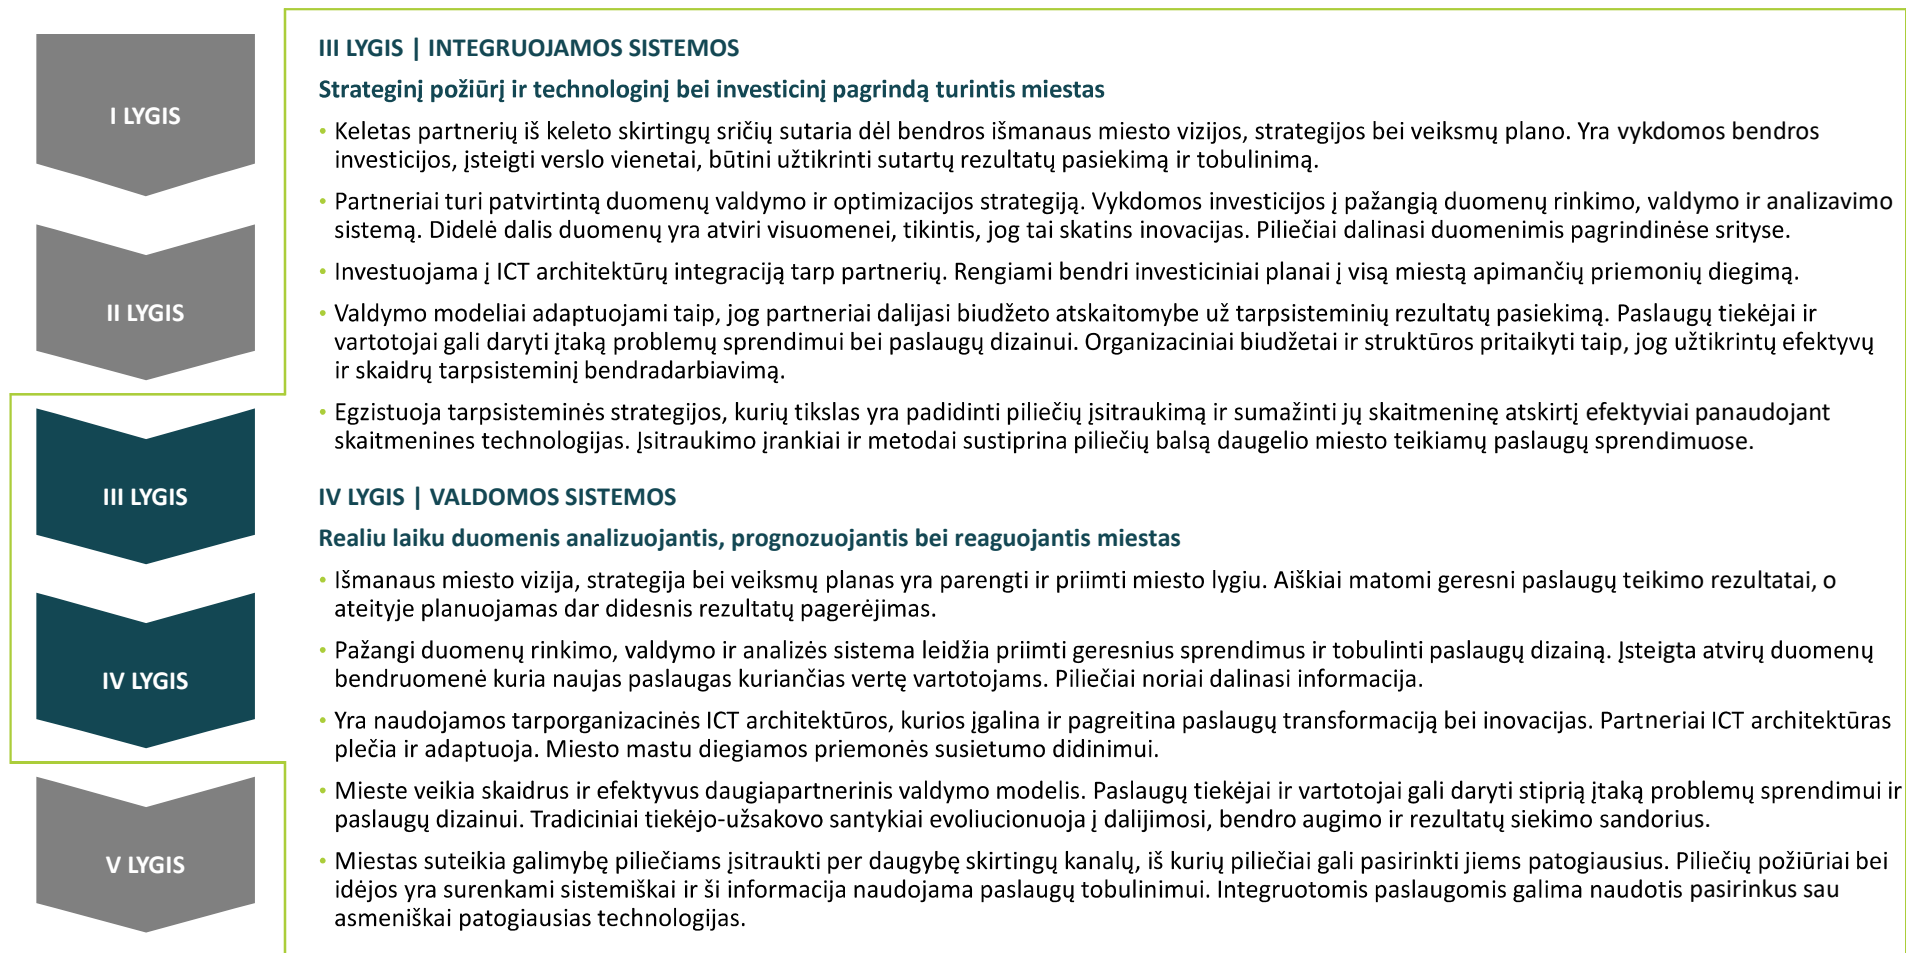 I LYGIS
II LYGIS
III LYGIS
IV LYGIS
V LYGIS
III LYGIS | INTEGRUOJAMOS SISTEMOS
Strateginį požiūrį ir technologinį bei investicinį pagrindą turintis miestas
• Keletas partnerių iš keleto skirtingų sričių sutaria dėl bendros išmanaus miesto vizijos, strategijos bei veiksmų plano. Yra vykdomos bendros
investicijos, įsteigti verslo vienetai, būtini užtikrinti sutartų rezultatų pasiekimą ir tobulinimą.
• Partneriai turi patvirtintą duomenų valdymo ir optimizacijos strategiją. Vykdomos investicijos į pažangią duomenų rinkimo, valdymo ir analizavimo
sistemą. Didelė dalis duomenų yra atviri visuomenei, tikintis, jog tai skatins inovacijas. Piliečiai dalinasi duomenimis pagrindinėse srityse.
• Investuojama į ICT architektūrų integraciją tarp partnerių. Rengiami bendri investiciniai planai į visą miestą apimančių priemonių diegimą.
• Valdymo modeliai adaptuojami taip, jog partneriai dalijasi biudžeto atskaitomybe už tarpsisteminių rezultatų pasiekimą. Paslaugų tiekėjai ir
vartotojai gali daryti įtaką problemų sprendimui bei paslaugų dizainui. Organizaciniai biudžetai ir struktūros pritaikyti taip, jog užtikrintų efektyvų
ir skaidrų tarpsisteminį bendradarbiavimą.
• Egzistuoja tarpsisteminės strategijos, kurių tikslas yra padidinti piliečių įsitraukimą ir sumažinti jų skaitmeninę atskirtį efektyviai panaudojant
skaitmenines technologijas. Įsitraukimo įrankiai ir metodai sustiprina piliečių balsą daugelio miesto teikiamų paslaugų sprendimuose.
IV LYGIS | VALDOMOS SISTEMOS
Realiu laiku duomenis analizuojantis, prognozuojantis bei reaguojantis miestas
• Išmanaus miesto vizija, strategija bei veiksmų planas yra parengti ir priimti miesto lygiu. Aiškiai matomi geresni paslaugų teikimo rezultatai, o
ateityje planuojamas dar didesnis rezultatų pagerėjimas.
• Pažangi duomenų rinkimo, valdymo ir analizės sistema leidžia priimti geresnius sprendimus ir tobulinti paslaugų dizainą. Įsteigta atvirų duomenų
bendruomenė kuria naujas paslaugas kuriančias vertę vartotojams. Piliečiai noriai dalinasi informacija.
• Yra naudojamos tarporganizacinės ICT architektūros, kurios įgalina ir pagreitina paslaugų transformaciją bei inovacijas. Partneriai ICT architektūras
plečia ir adaptuoja. Miesto mastu diegiamos priemonės susietumo didinimui.
• Mieste veikia skaidrus ir efektyvus daugiapartnerinis valdymo modelis. Paslaugų tiekėjai ir vartotojai gali daryti stiprią įtaką problemų sprendimui ir
paslaugų dizainui. Tradiciniai tiekėjo-užsakovo santykiai evoliucionuoja į dalijimosi, bendro augimo ir rezultatų siekimo sandorius.
• Miestas suteikia galimybę piliečiams įsitraukti per daugybę skirtingų kanalų, iš kurių piliečiai gali pasirinkti jiems patogiausius. Piliečių požiūriai bei
idėjos yra surenkami sistemiškai ir ši informacija naudojama paslaugų tobulinimui. Integruotomis paslaugomis galima naudotis pasirinkus sau
asmeniškai patogiausias technologijas.